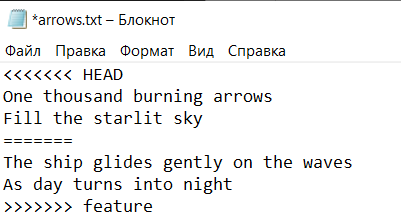 *arrows.txt – Блокнот
Файл Правка Формат Вид Справка
<<<<<<< HEAD
One thousand burning arrows
Fill the starlit sky
=======
The ship glides gently on the waves
As day turns into night
>>>>>>> feature